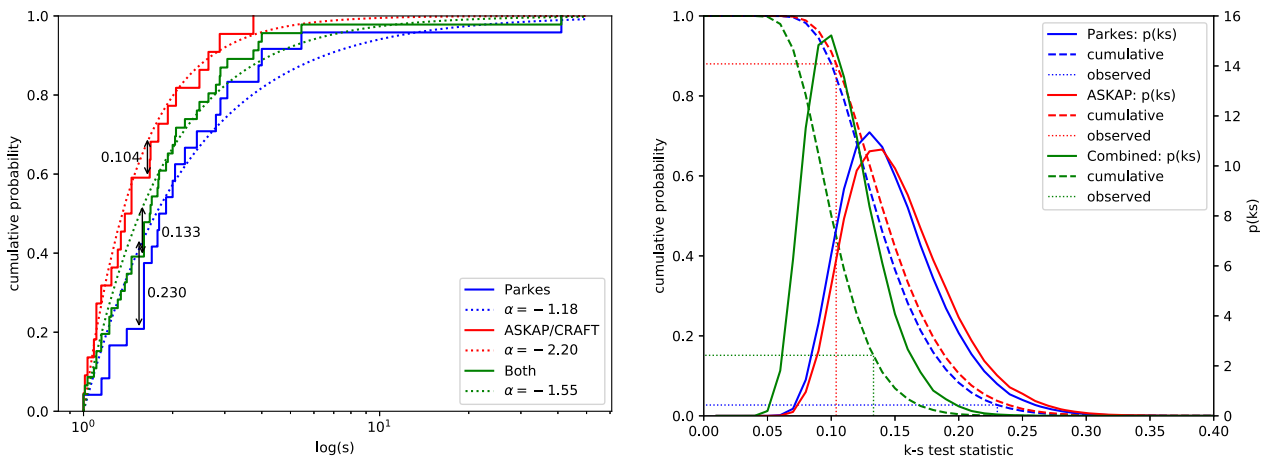 1.0
0.8
0.6
0.4
0.2
0.0
cumulative probability
0.104
0.133
0.230
Parkes
α = − 1.18
ASKAP/CRAFT
α = − 2.20
Both
α = − 1.55
10⁰
10¹
log(s)
1.0
0.8
0.6
0.4
0.2
0.0
cumulative probability
Parkes: p(ks)
cumulative
observed
ASKAP: p(ks)
cumulative
observed
Combined: p(ks)
cumulative
observed
16
14
12
10
8
6
4
2
0
p(ks)
0.00 0.05 0.10 0.15 0.20 0.25 0.30 0.35 0.40
k-s test statistic